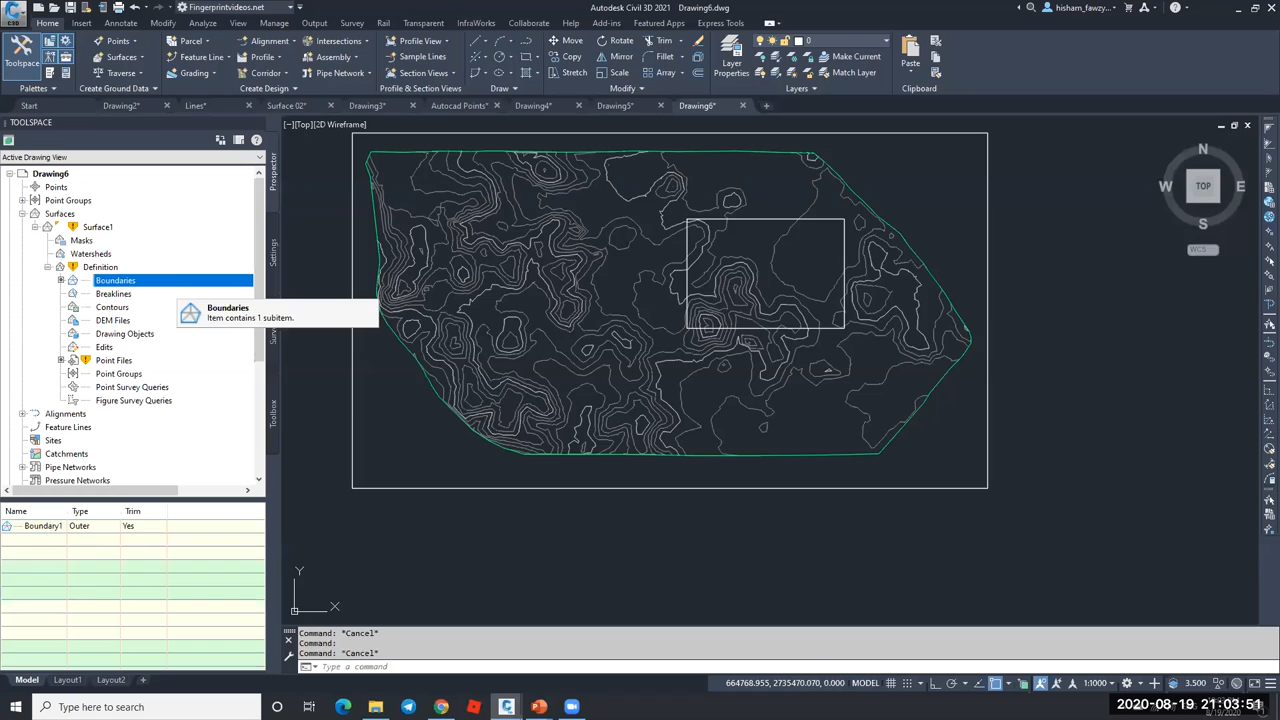 Fingerprintvideos.net
Autodesk Civil 3D 2021 Drawing6.dwg
Type a keyword or phrase
hisham_fawzy...
C3D
Home Insert Annotate Modify Analyze View Manage Output Survey Rail Transparent InfraWorks Collaborate Help Add-ins Featured Apps Express Tools
Toolspace
Points
Surfaces
Traverse
Parcel
Feature Line
Grading
Alignment
Profile
Corridor
Intersections
Assembly
Pipe Network
Profile View
Sample Lines
Section Views
Move
Copy
Stretch
Rotate
Mirror
Scale
Trim
Fillet
Array
Layer
Properties
0
Make Current
Match Layer
Paste
Palettes Create Ground Data Create Design Profile & Section Views Draw Modify Layers Clipboard
Start Drawing2* Lines* Surface 02* Drawing3* Autocad Points* Drawing4* Drawing5* Drawing6*
TOOLSPACE
Active Drawing View
Drawing6
Points
Point Groups
Surfaces
Surface1
Masks
Watersheds
Definition
Boundaries
Breaklines
Contours
DEM Files
Drawing Objects
Edits
Point Files
Point Groups
Point Survey Queries
Figure Survey Queries
Alignments
Feature Lines
Sites
Catchments
Pipe Networks
Pressure Networks
Prospector
Settings
Surv
Toolbox
Boundaries
Item contains 1 subitem.
Name Type Trim
Boundary1 Outer Yes
[−][Top][2D Wireframe]
N
W TOP E
S
WCS
Y
X
Command: *Cancel*
Command:
Command: *Cancel*
Type a command
Model Layout1 Layout2
664768.955, 2735470.070, 0.000 MODEL
1:1000
3.500
Type here to search
2020-08-19 21:03:51